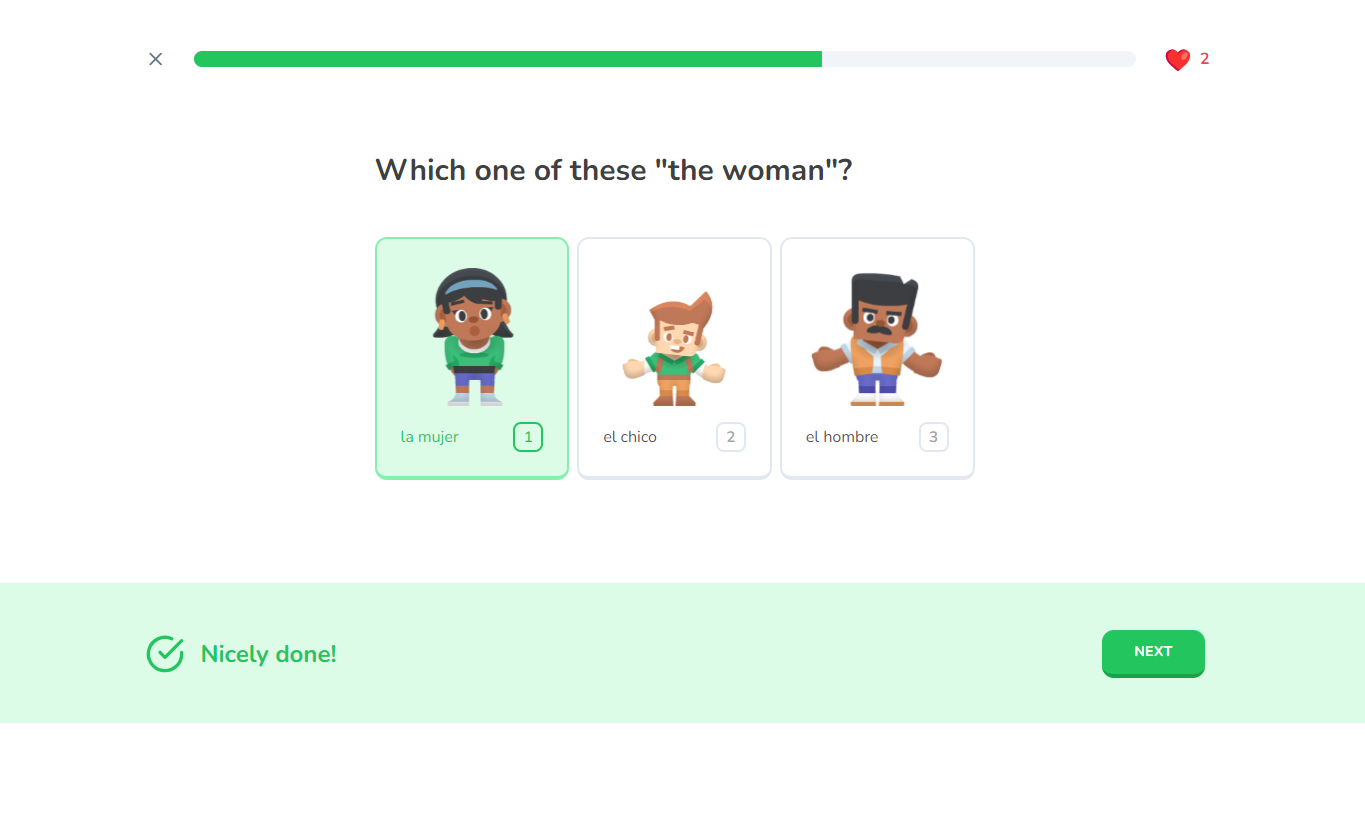 2
Which one of these "the woman"?
la mujer 1
el chico 2
el hombre 3
Nicely done!
NEXT